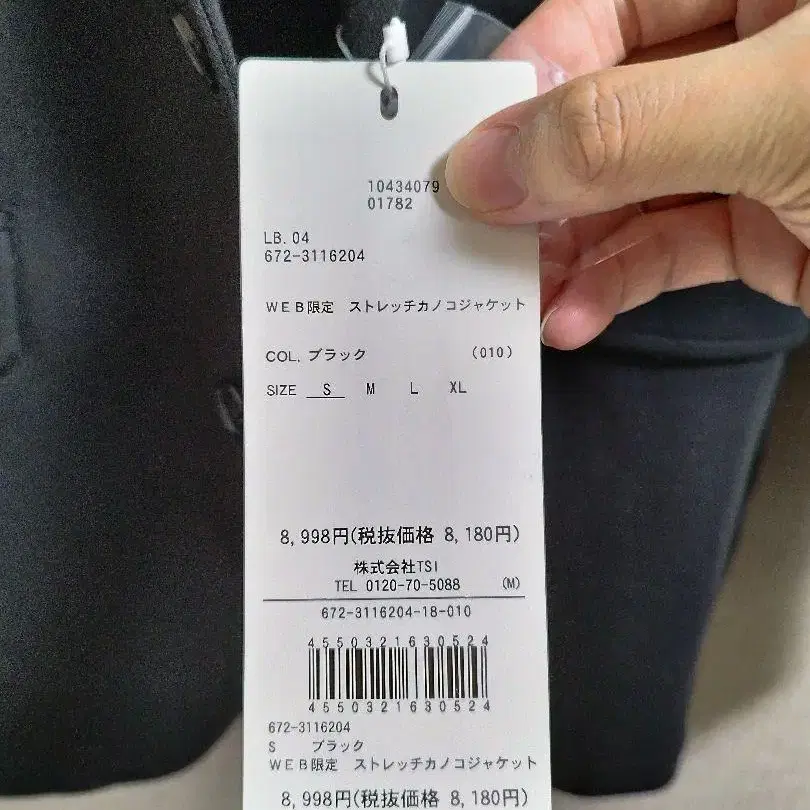 10434079
01782
LB.04
672-3116204
WEB限定 ストレッチカノコジャケット
COL. ブラック (010)
SIZE S M L XL
8,998円(税抜価格 8,180円)
株式会社TSI
TEL 0120-70-5088 (M)
672-3116204-18-010
4550321630524
4550321630524
672-3116204
S ブラック
WEB限定 ストレッチカノコジャケット
8,998円(税抜価格 8,180円)